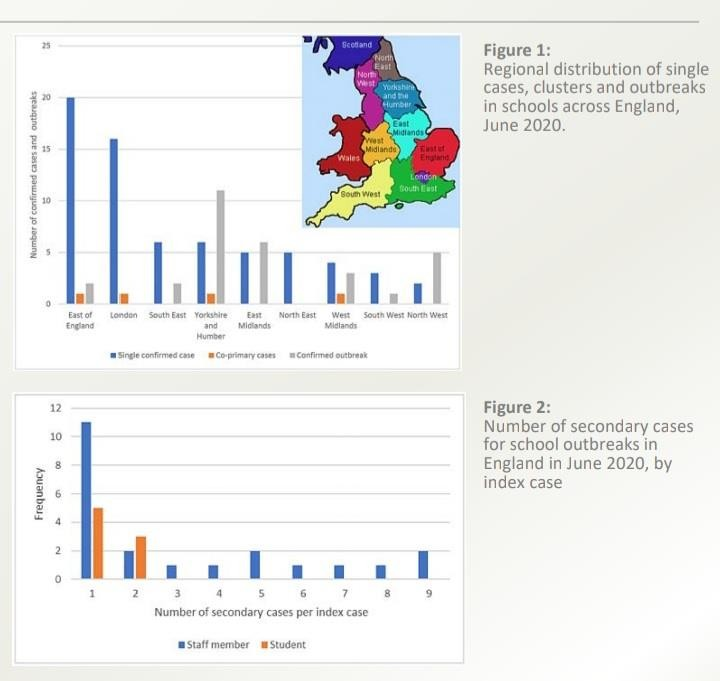 Figure 1:
Regional distribution of single
cases, clusters and outbreaks
in schools across England,
June 2020.
Number of confirmed cases and outbreaks
25
20
15
10
5
0
East of
England
London
South East
Yorkshire
and
Humber
East
Midlands
North East
West
Midlands
South West
North West
Single confirmed case
Co-primary cases
Confirmed outbreak
Scotland
North
East
North
West
Yorkshire
and the
Humber
East
Midlands
West
Midlands
Wales
East of
England
London
South East
South West
Figure 2:
Number of secondary cases
for school outbreaks in
England in June 2020, by
index case
Frequency
12
10
8
6
4
2
0
1 2 3 4 5 6 7 8 9
Number of secondary cases per index case
Staff member
Student